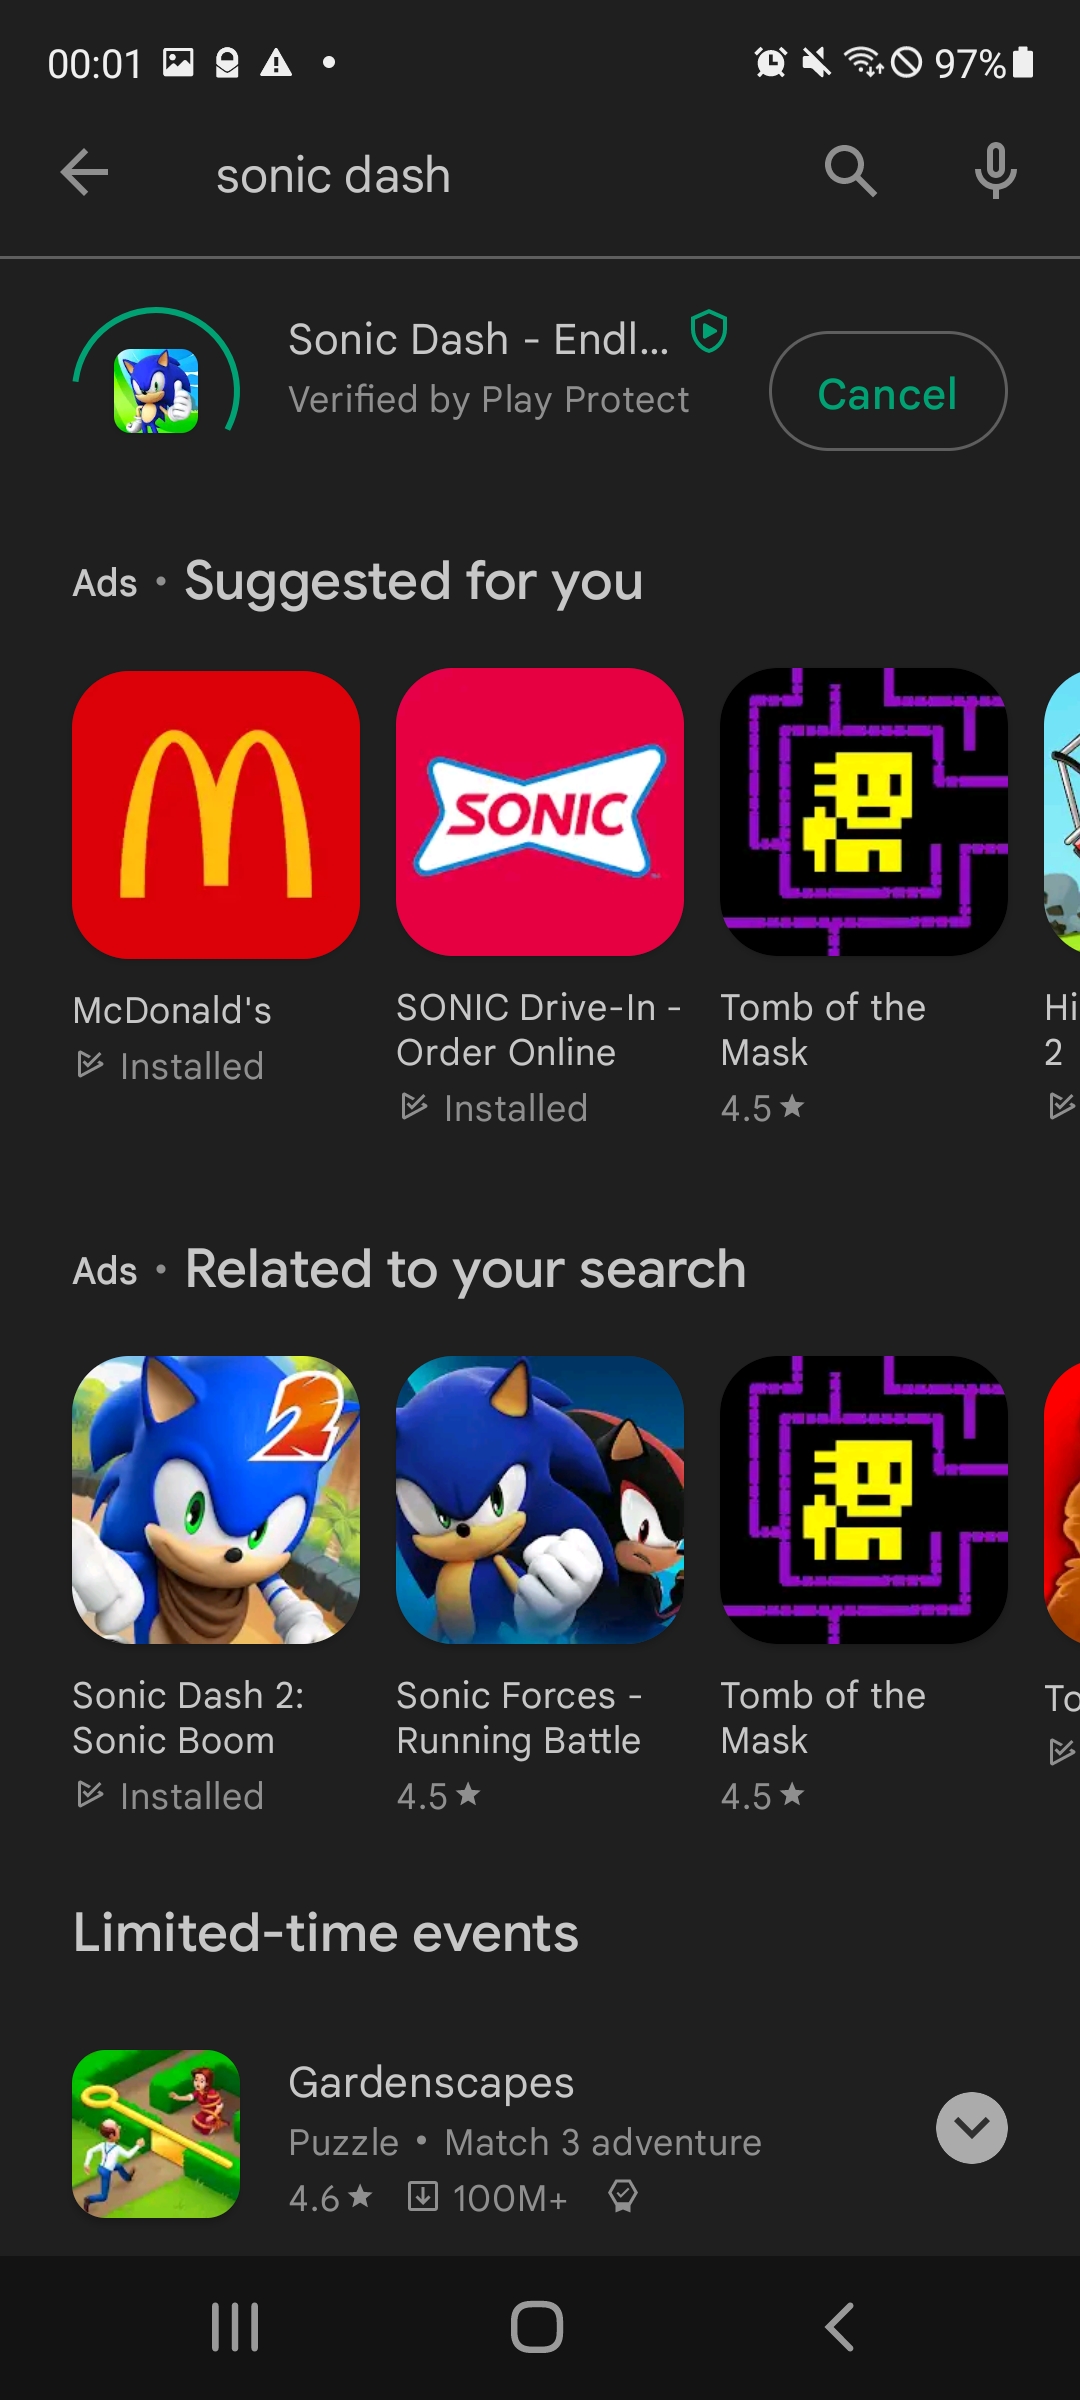 00:01
97%
sonic dash
Sonic Dash - Endl...
Verified by Play Protect
Cancel
Ads • Suggested for you
SONIC
McDonald's
Installed
SONIC Drive-In -
Order Online
Installed
Tomb of the
Mask
4.5
Hi
2
Ads • Related to your search
2
Sonic Dash 2:
Sonic Boom
Installed
Sonic Forces -
Running Battle
4.5
Tomb of the
Mask
4.5
To
Limited-time events
Gardenscapes
Puzzle • Match 3 adventure
4.6 100M+